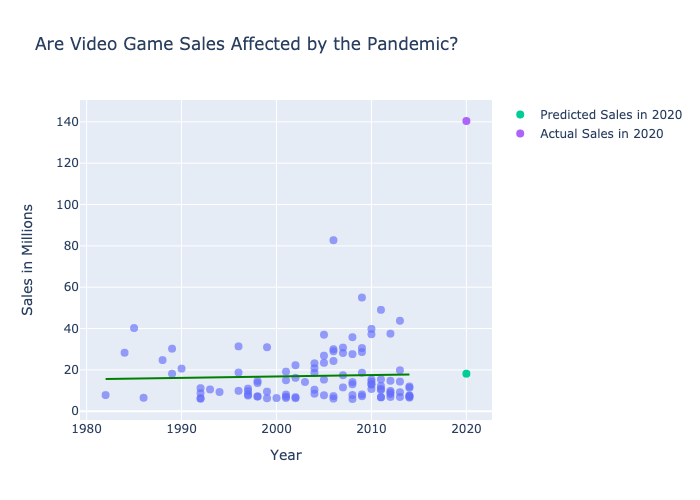 Are Video Game Sales Affected by the Pandemic?
Predicted Sales in 2020
Actual Sales in 2020
140
120
100
80
60
40
20
0
Sales in Millions
1980
1990
2000
2010
2020
Year